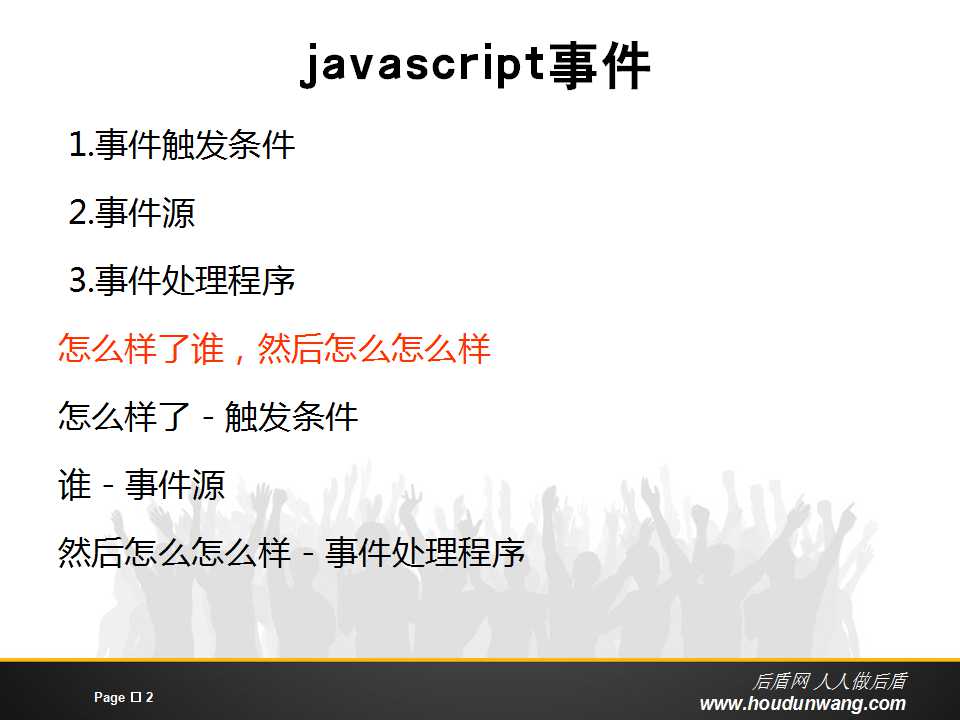 javascript事件
1.事件触发条件
2.事件源
3.事件处理程序
怎么样了谁，然后怎么怎么样
怎么样了－触发条件
谁－事件源
然后怎么怎么样－事件处理程序
Page □ 2
后盾网 人人做后盾
www.houdunwang.com